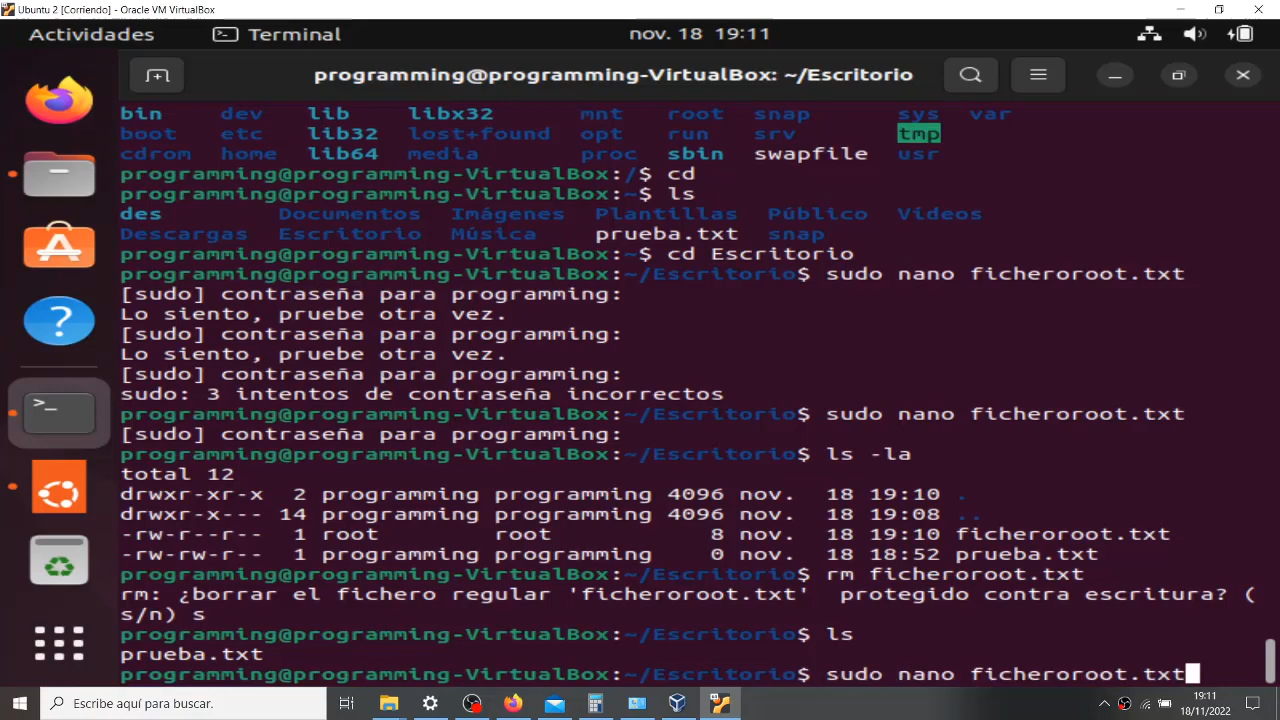 Ubuntu 2 [Corriendo] - Oracle VM VirtualBox
Actividades Terminal nov. 18 19:11
programming@programming-VirtualBox: ~/Escritorio
bin dev lib libx32 mnt root snap sys var
boot etc lib32 lost+found opt run srv tmp
cdrom home lib64 media proc sbin swapfile usr
programming@programming-VirtualBox:/$ cd
programming@programming-VirtualBox:~$ ls
des Documentos Imágenes Plantillas Público Vídeos
Descargas Escritorio Música prueba.txt snap
programming@programming-VirtualBox:~$ cd Escritorio
programming@programming-VirtualBox:~/Escritorio$ sudo nano ficheroroot.txt
[sudo] contraseña para programming:
Lo siento, pruebe otra vez.
[sudo] contraseña para programming:
Lo siento, pruebe otra vez.
[sudo] contraseña para programming:
sudo: 3 intentos de contraseña incorrectos
programming@programming-VirtualBox:~/Escritorio$ sudo nano ficheroroot.txt
[sudo] contraseña para programming:
programming@programming-VirtualBox:~/Escritorio$ ls -la
total 12
drwxr-xr-x 2 programming programming 4096 nov. 18 19:10 .
drwxr-x--- 14 programming programming 4096 nov. 18 19:08 ..
-rw-r--r-- 1 root root 8 nov. 18 19:10 ficheroroot.txt
-rw-rw-r-- 1 programming programming 0 nov. 18 18:52 prueba.txt
programming@programming-VirtualBox:~/Escritorio$ rm ficheroroot.txt
rm: ¿borrar el fichero regular 'ficheroroot.txt' protegido contra escritura? (
s/n) s
programming@programming-VirtualBox:~/Escritorio$ ls
prueba.txt
programming@programming-VirtualBox:~/Escritorio$ sudo nano ficheroroot.txt
Escribe aquí para buscar.
19:11
18/11/2022